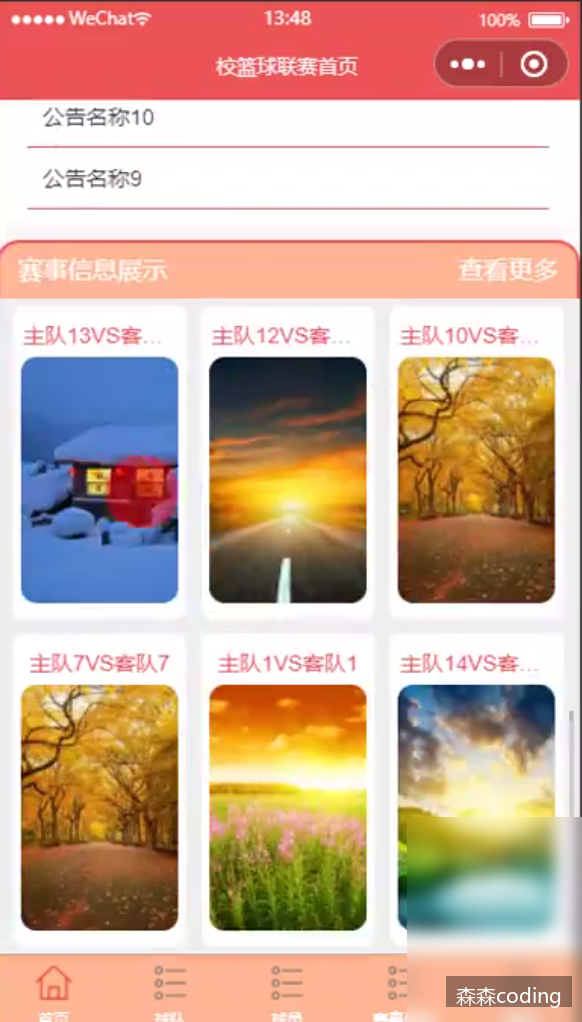 WeChat 13:48 100%
校篮球联赛首页
公告名称10
公告名称9
赛事信息展示 查看更多
主队13VS客... 主队12VS客... 主队10VS客...
主队7VS客队7 主队1VS客队1 主队14VS客...
首页 球队 球员
森森coding